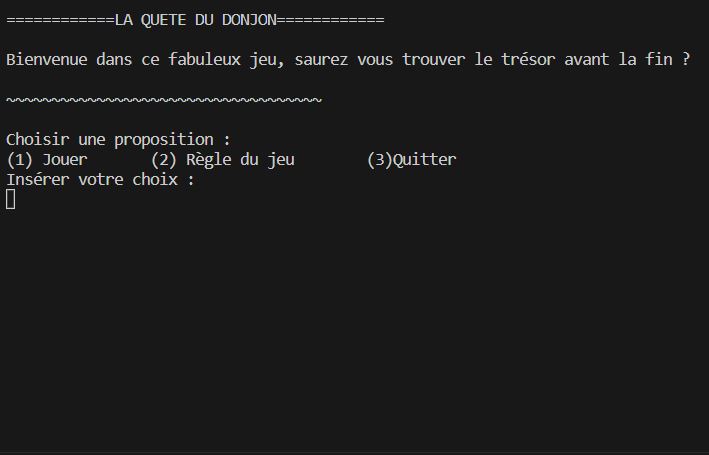 ============LA QUETE DU DONJON============
Bienvenue dans ce fabuleux jeu, saurez vous trouver le trésor avant la fin ?
~~~~~~~~~~~~~~~~~~~~~~~~~~~~~~~~~~~
Choisir une proposition :
(1) Jouer       (2) Règle du jeu        (3)Quitter
Insérer votre choix :